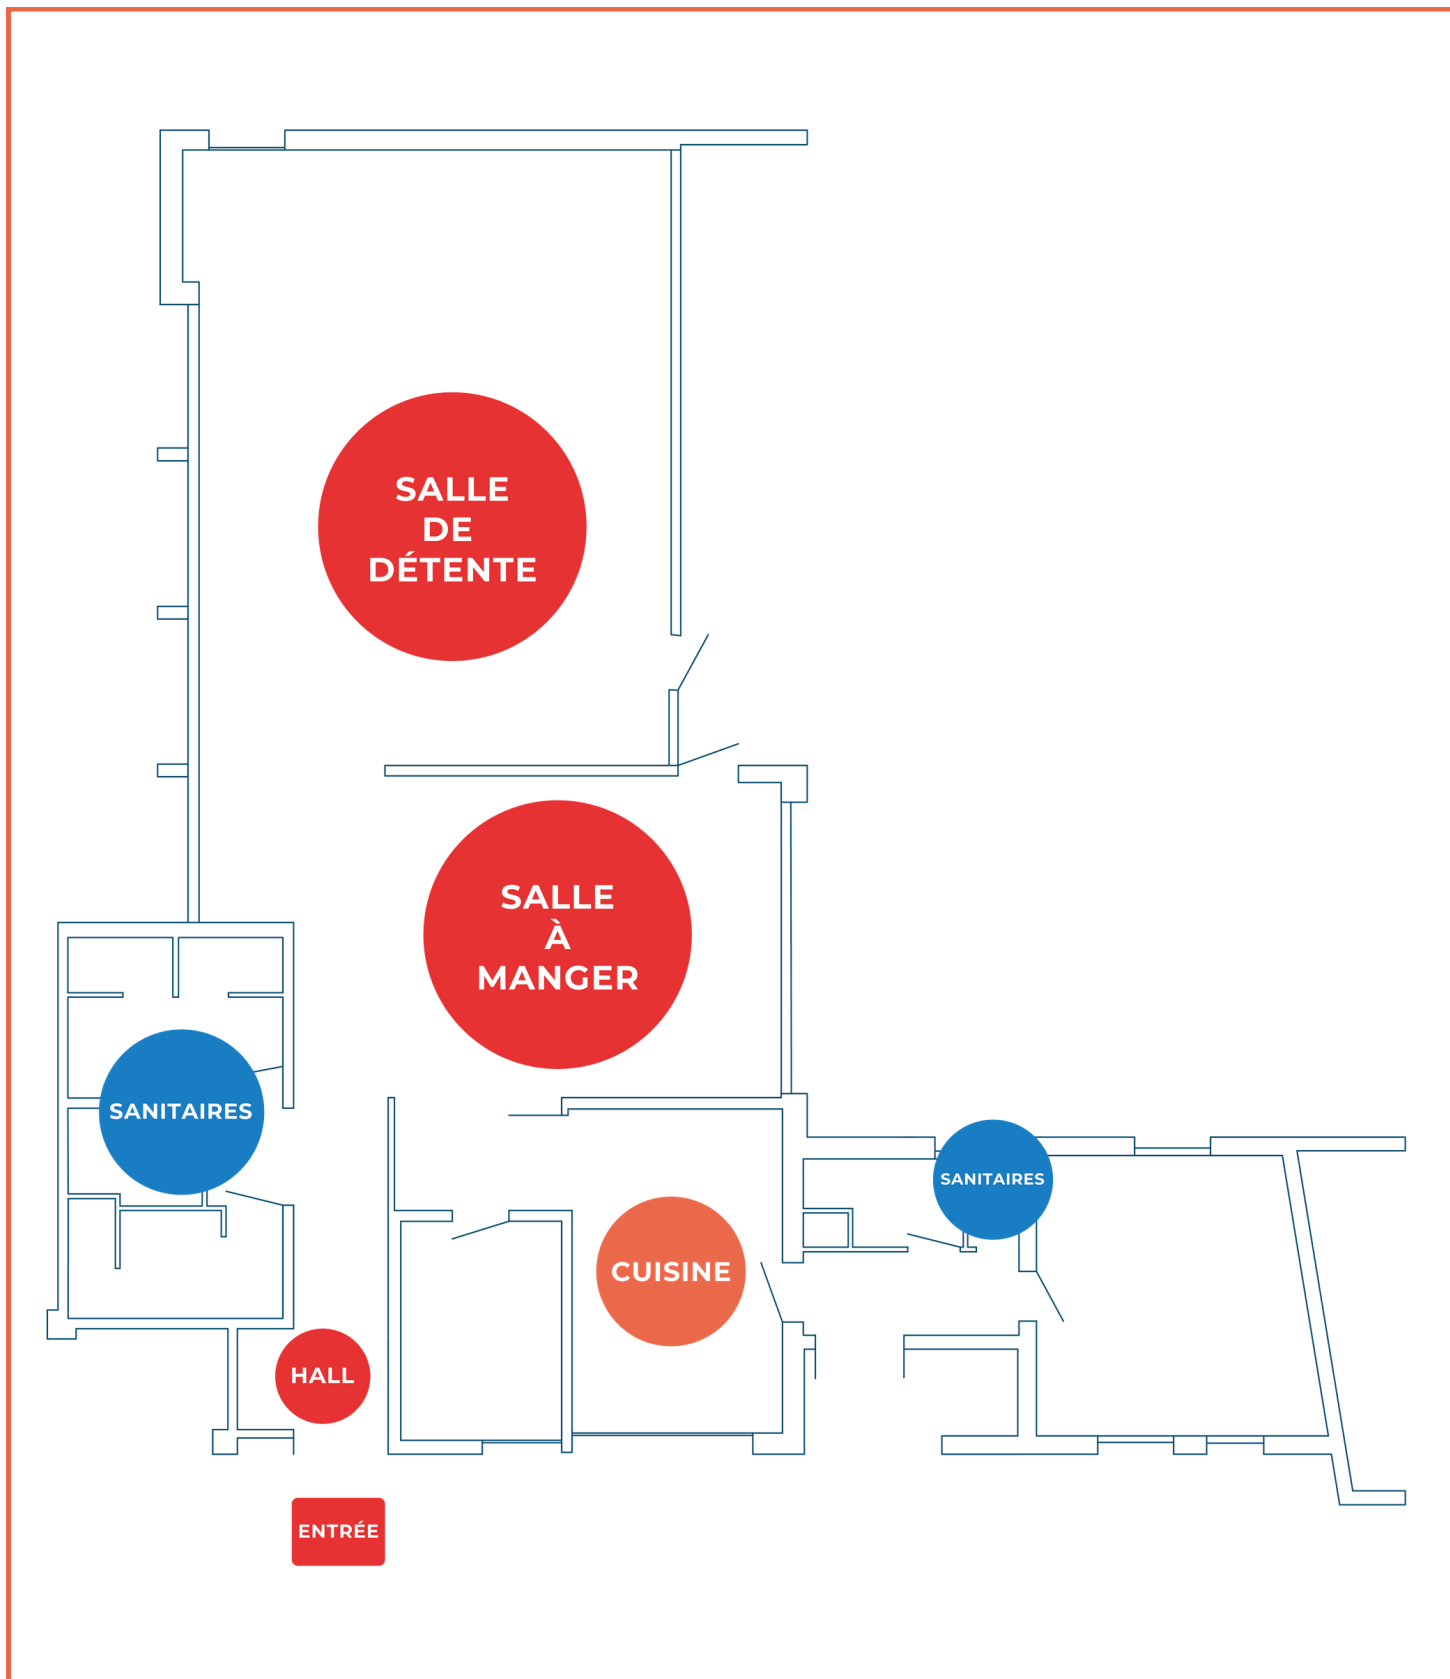 SALLE
DE
DÉTENTE
SALLE
À
MANGER
SANITAIRES
SANITAIRES
CUISINE
HALL
ENTRÉE